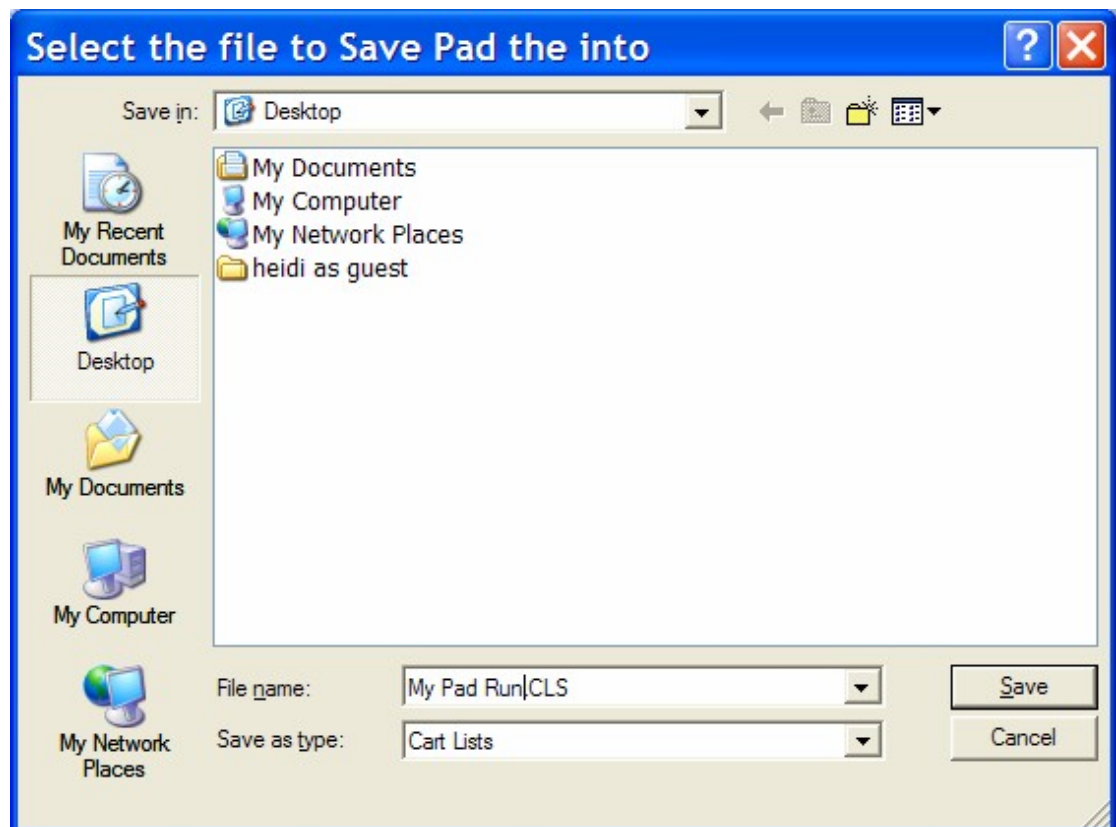 Select the file to Save Pad the into
Save in: Desktop
My Documents
My Computer
My Network Places
heidi as guest
My Recent
Documents
Desktop
My Documents
My Computer
My Network
Places
File name: My Pad Run.CLS Save
Save as type: Cart Lists Cancel